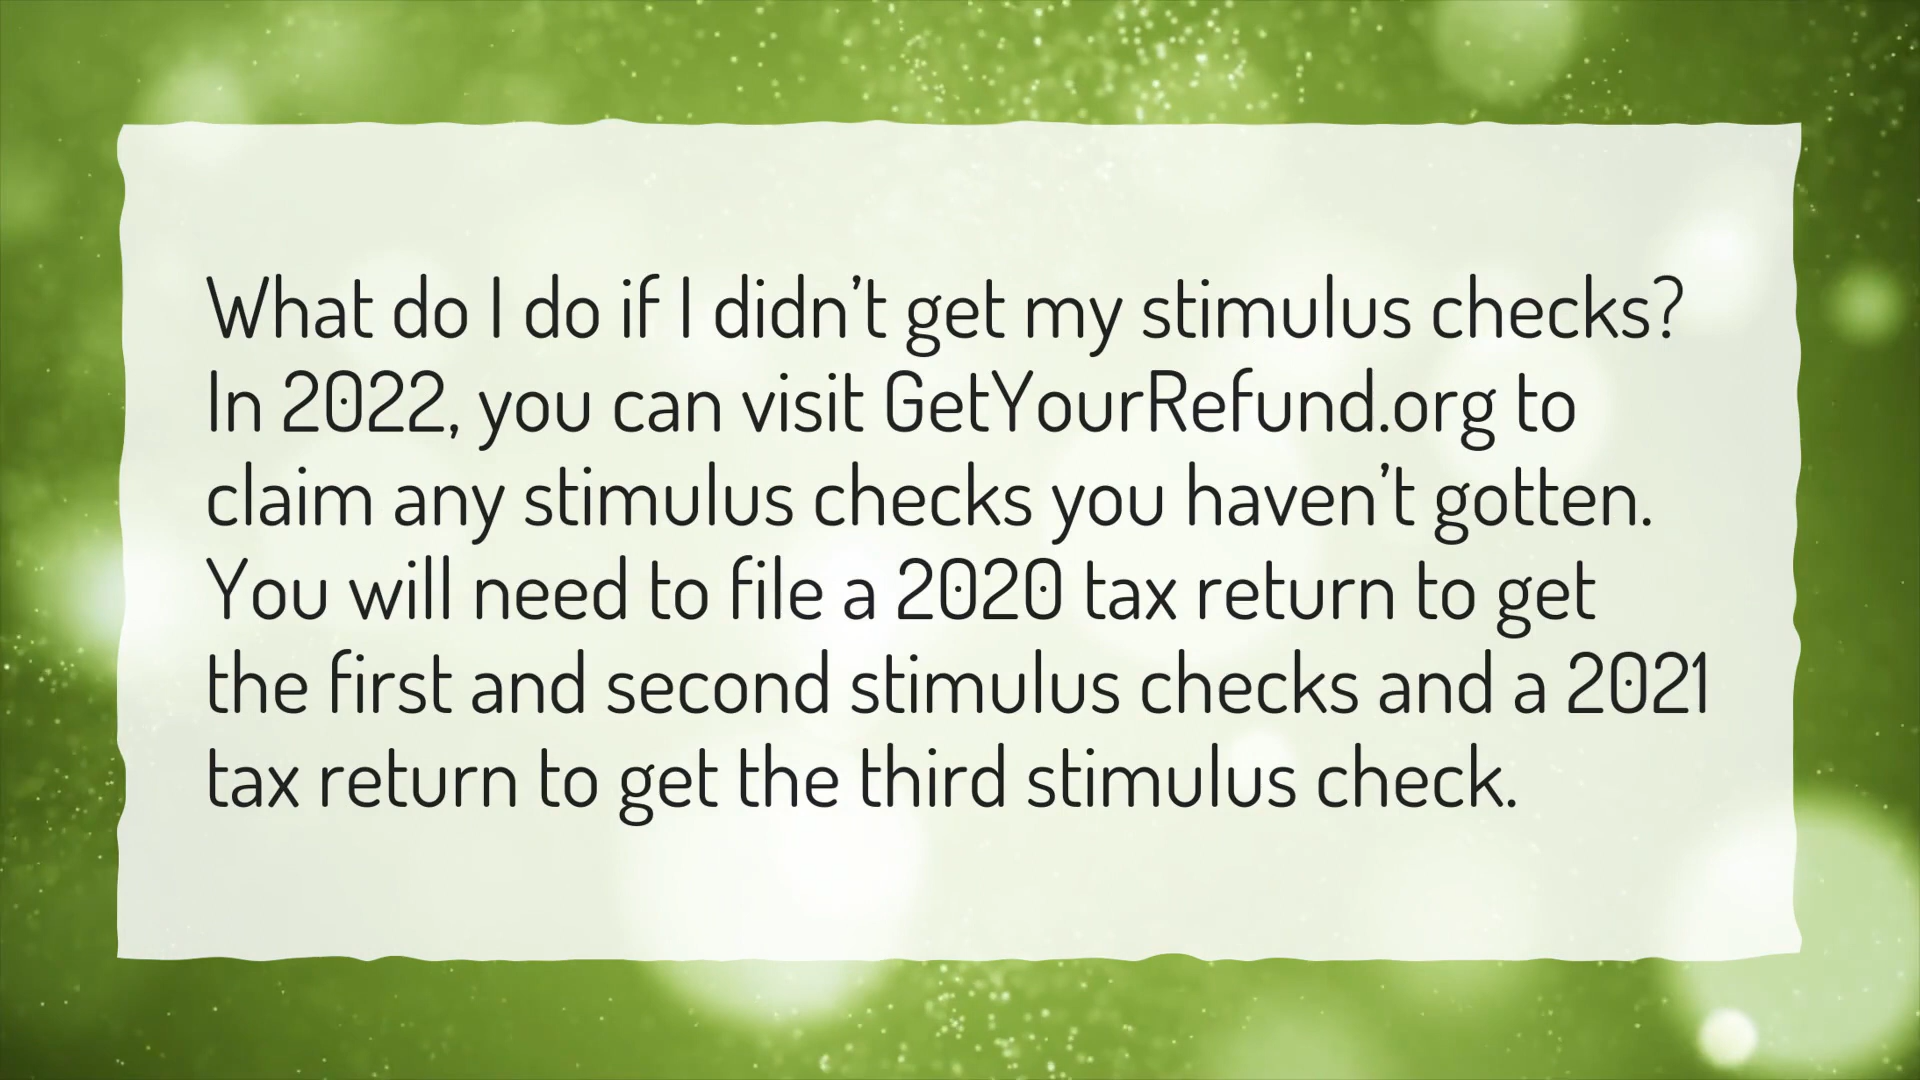 What do I do if I didn’t get my stimulus checks?
In 2022, you can visit GetYourRefund.org to
claim any stimulus checks you haven’t gotten.
You will need to file a 2020 tax return to get
the first and second stimulus checks and a 2021
tax return to get the third stimulus check.